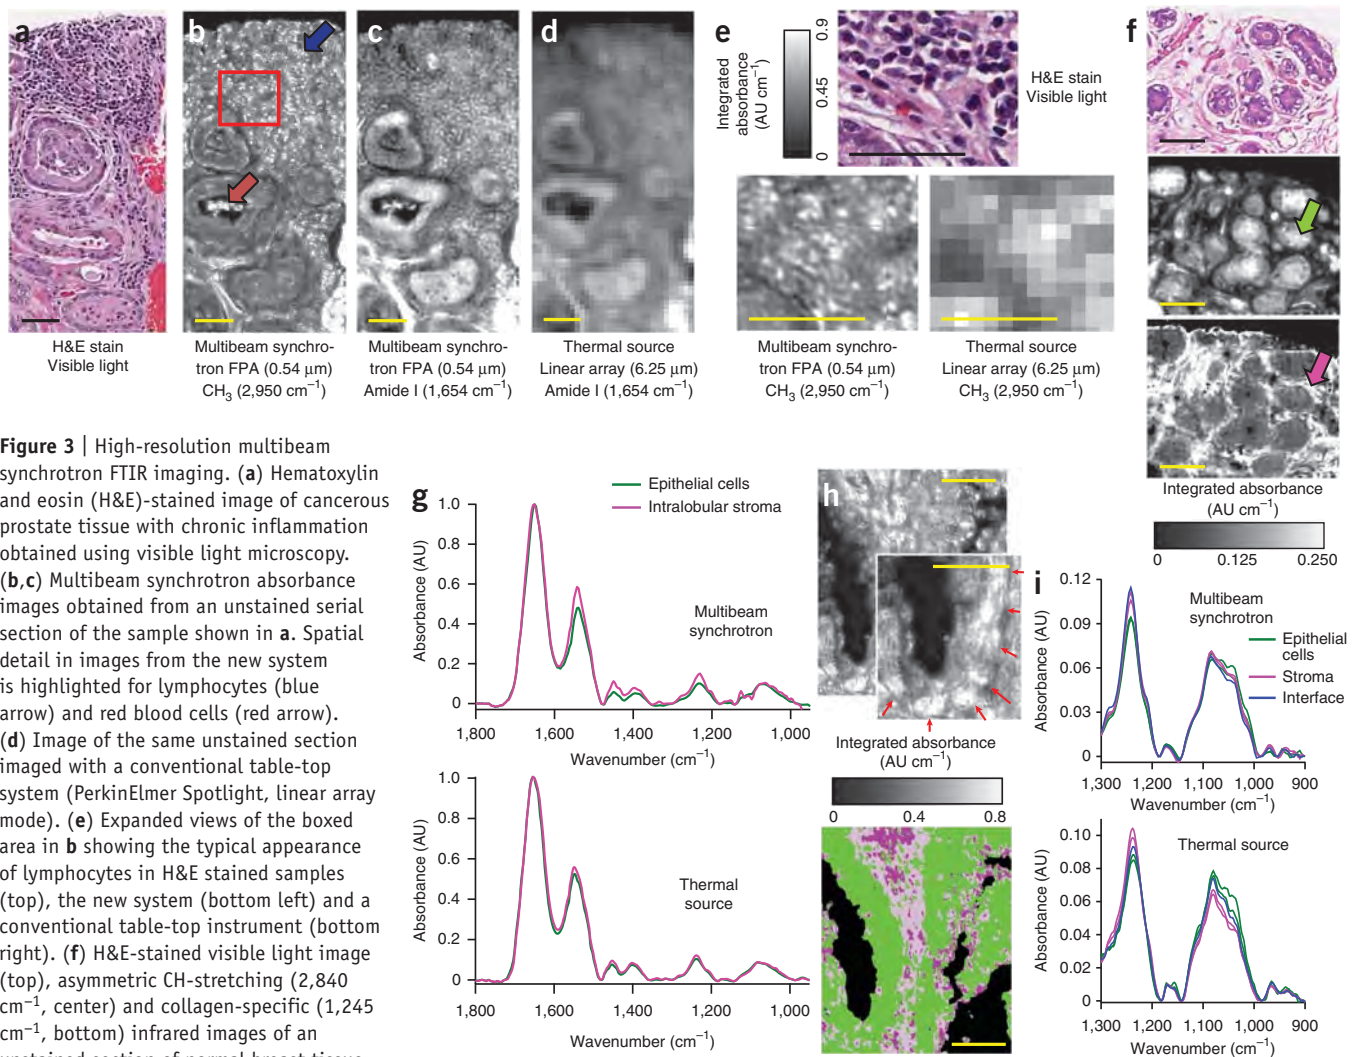 a
b
c
d
e
f
Integrated
absorbance
(AU cm−1)
0.9
0.45
0
H&E stain
Visible light
H&E stain
Visible light
Multibeam synchro-
tron FPA (0.54 μm)
CH3 (2,950 cm−1)
Multibeam synchro-
tron FPA (0.54 μm)
Amide I (1,654 cm−1)
Thermal source
Linear array (6.25 μm)
Amide I (1,654 cm−1)
Multibeam synchro-
tron FPA (0.54 μm)
CH3 (2,950 cm−1)
Thermal source
Linear array (6.25 μm)
CH3 (2,950 cm−1)
Integrated absorbance
(AU cm−1)
0 0.125 0.250
Figure 3 | High-resolution multibeam
synchrotron FTIR imaging. (a) Hematoxylin
and eosin (H&E)-stained image of cancerous
prostate tissue with chronic inflammation
obtained using visible light microscopy.
(b,c) Multibeam synchrotron absorbance
images obtained from an unstained serial
section of the sample shown in a. Spatial
detail in images from the new system
is highlighted for lymphocytes (blue
arrow) and red blood cells (red arrow).
(d) Image of the same unstained section
imaged with a conventional table-top
system (PerkinElmer Spotlight, linear array
mode). (e) Expanded views of the boxed
area in b showing the typical appearance
of lymphocytes in H&E stained samples
(top), the new system (bottom left) and a
conventional table-top instrument (bottom
right). (f) H&E-stained visible light image
(top), asymmetric CH-stretching (2,840
cm−1, center) and collagen-specific (1,245
cm−1, bottom) infrared images of an
unstained section of normal breast tissue
g
Epithelial cells
Intralobular stroma
Absorbance (AU)
1.0
0.8
0.6
0.4
0.2
0
Multibeam
synchrotron
1,800 1,600 1,400 1,200 1,000
Wavenumber (cm−1)
Absorbance (AU)
1.0
0.8
0.6
0.4
0.2
0
Thermal
source
1,800 1,600 1,400 1,200 1,000
Wavenumber (cm−1)
h
Integrated absorbance
(AU cm−1)
0 0.4 0.8
i
Absorbance (AU)
0.12
0.09
0.06
0.03
0
Multibeam
synchrotron
Epithelial
cells
Stroma
Interface
1,300 1,200 1,100 1,000 900
Wavenumber (cm−1)
Absorbance (AU)
0.10
0.08
0.06
0.04
0.02
0
Thermal source
1,300 1,200 1,100 1,000 900
Wavenumber (cm−1)